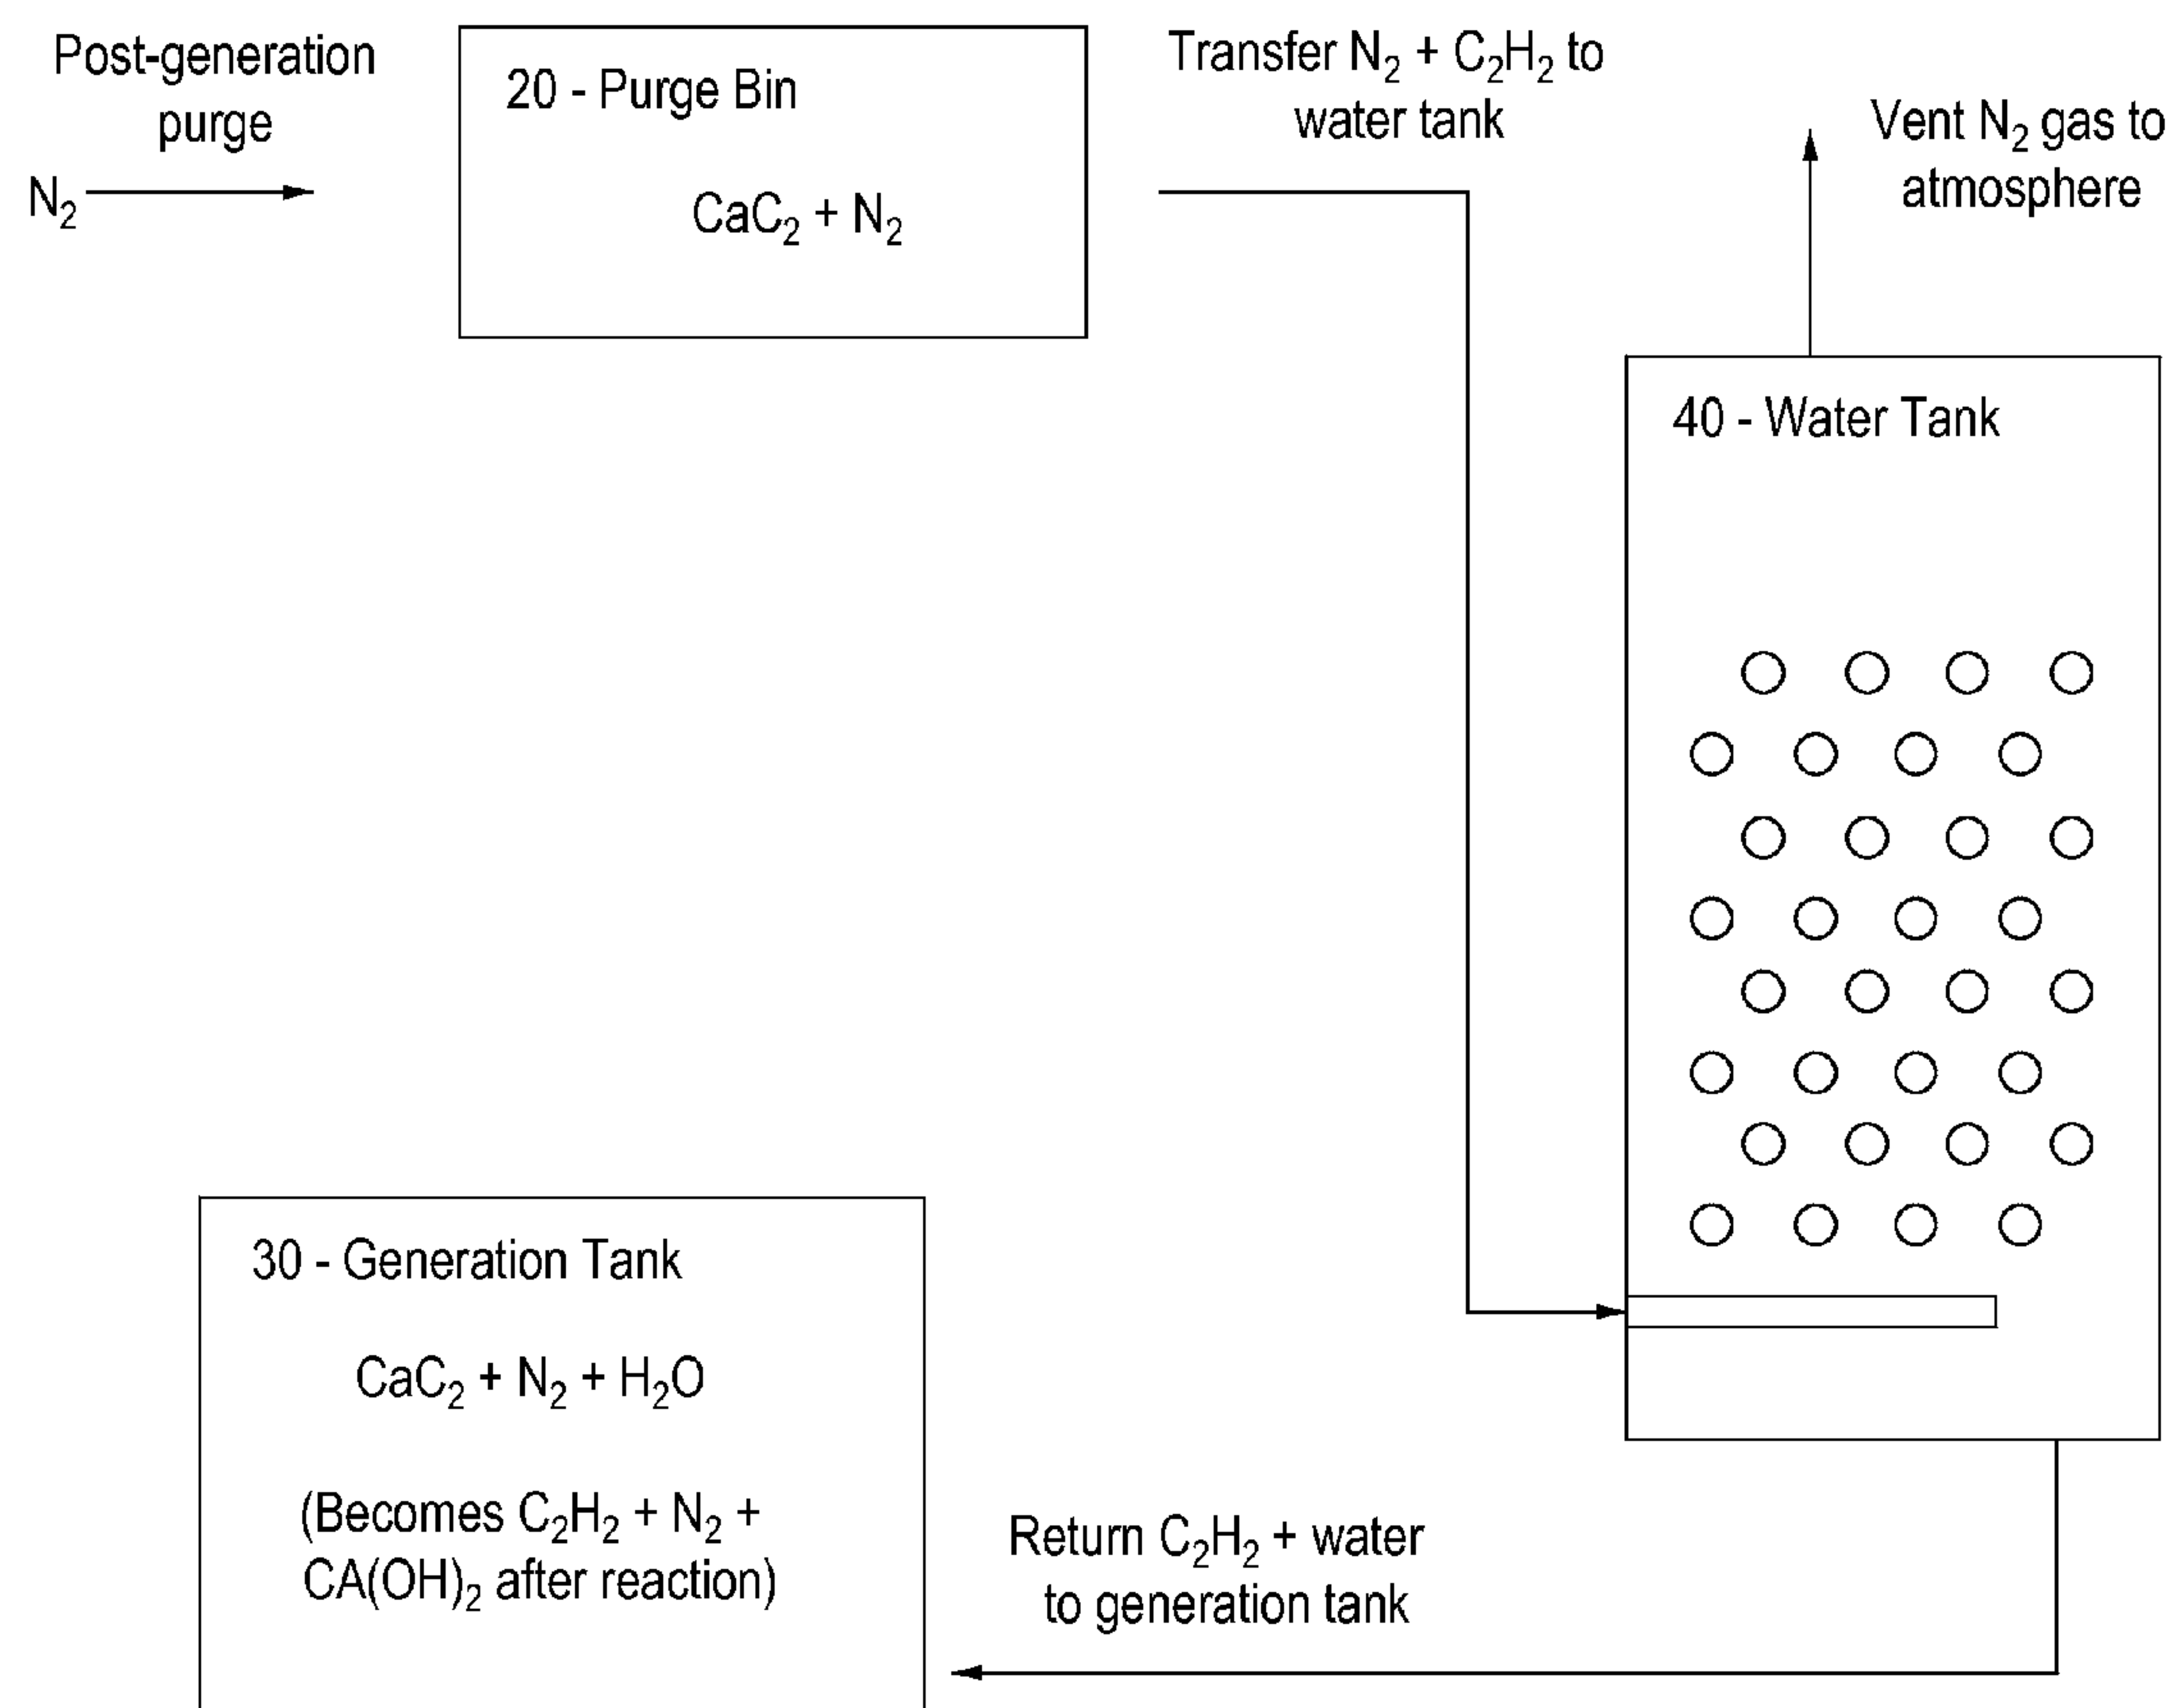 Post-generation
purge
N₂
20 - Purge Bin
CaC₂ + N₂
Transfer N₂ + C₂H₂ to
water tank
Vent N₂ gas to
atmosphere
40 - Water Tank
30 - Generation Tank
CaC₂ + N₂ + H₂O
(Becomes C₂H₂ + N₂ +
CA(OH)₂ after reaction)
Return C₂H₂ + water
to generation tank